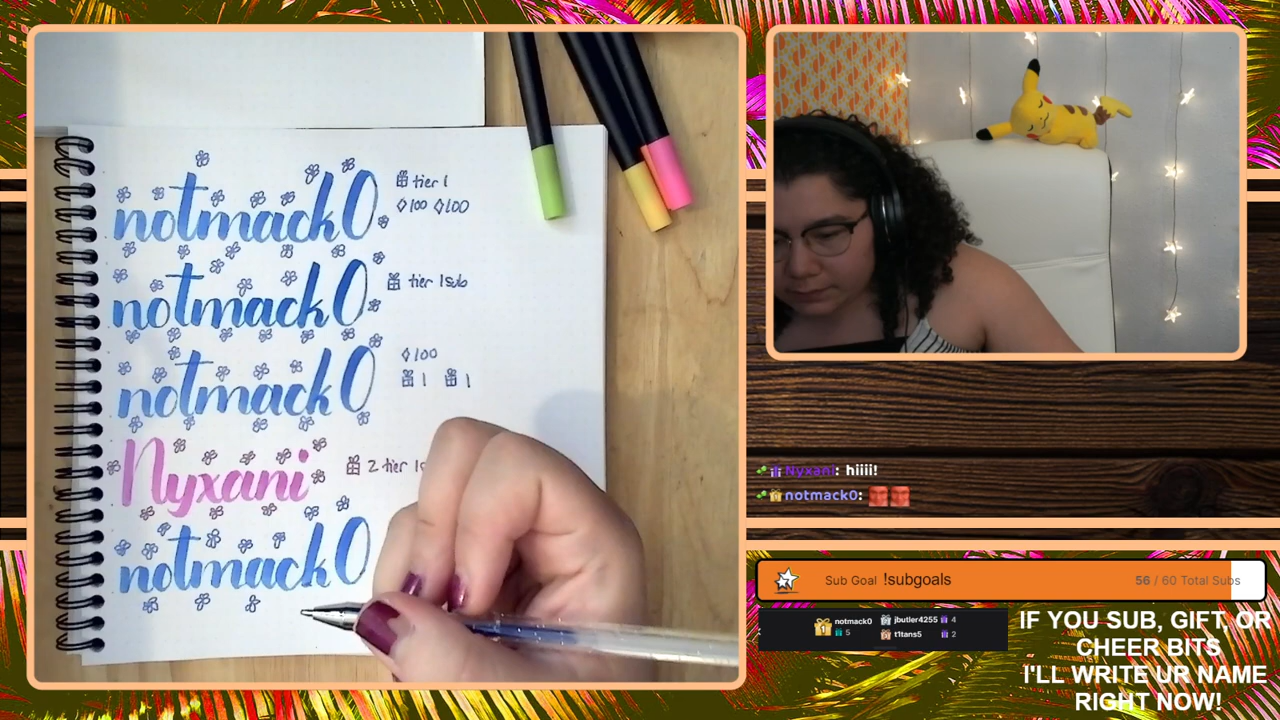 notmack0
tier 1
◊100 ◊100
notmack0
tier 1 sub
notmack0
◊100
1 1
Nyxani
2 tier 1
notmack0
Nyxani: hiiii!
notmack0:
Sub Goal !subgoals 56 / 60 Total Subs
notmack0
5
jbutler4255 4
t1tans5 2
IF YOU SUB, GIFT, OR
CHEER BITS
I'LL WRITE UR NAME
RIGHT NOW!